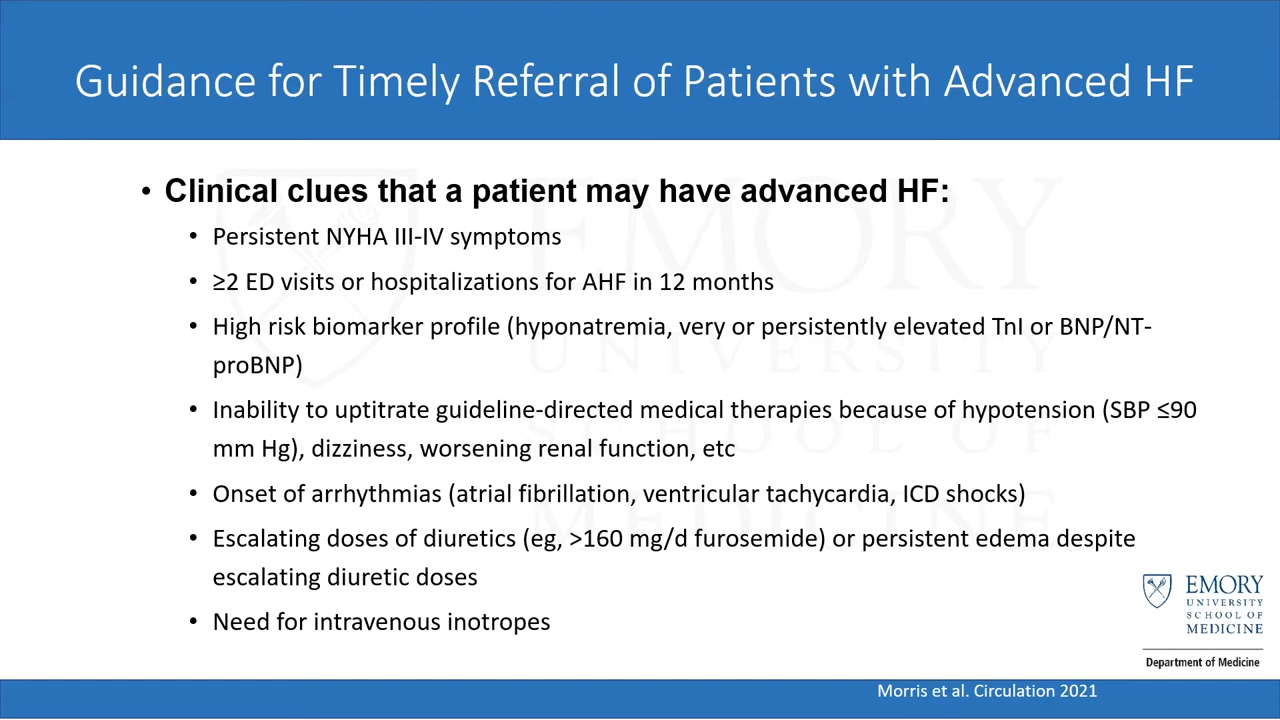 Guidance for Timely Referral of Patients with Advanced HF
• Clinical clues that a patient may have advanced HF:
• Persistent NYHA III-IV symptoms
• ≥2 ED visits or hospitalizations for AHF in 12 months
• High risk biomarker profile (hyponatremia, very or persistently elevated TnI or BNP/NT-
proBNP)
• Inability to uptitrate guideline-directed medical therapies because of hypotension (SBP ≤90
mm Hg), dizziness, worsening renal function, etc
• Onset of arrhythmias (atrial fibrillation, ventricular tachycardia, ICD shocks)
• Escalating doses of diuretics (eg, >160 mg/d furosemide) or persistent edema despite
escalating diuretic doses
• Need for intravenous inotropes
EMORY
UNIVERSITY
SCHOOL OF
MEDICINE
EMORY
UNIVERSITY
SCHOOL OF
MEDICINE
Department of Medicine
Morris et al. Circulation 2021